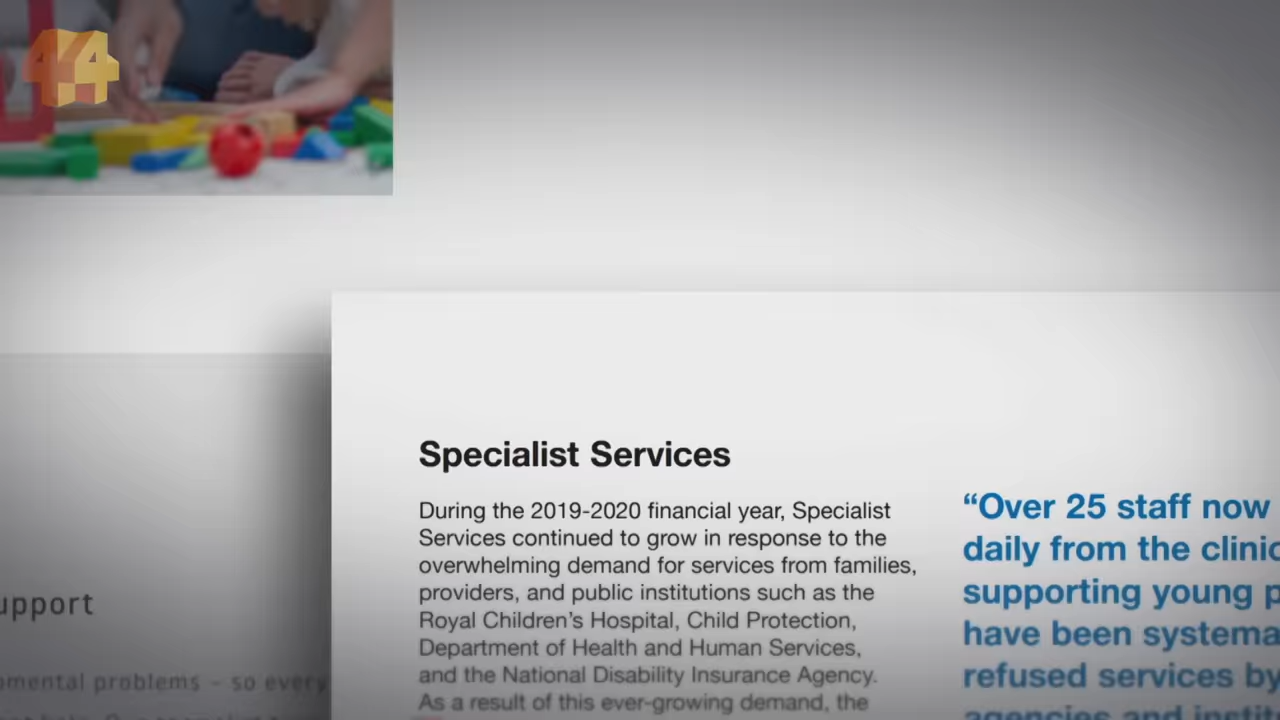 44
Specialist Services
During the 2019-2020 financial year, Specialist
Services continued to grow in response to the
overwhelming demand for services from families,
providers, and public institutions such as the
Royal Children's Hospital, Child Protection,
Department of Health and Human Services,
and the National Disability Insurance Agency.
As a result of this ever-growing demand, the
“Over 25 staff now
daily from the clinic
supporting young p
have been systema
refused services by
agencies and instit
upport
omental problems – so every